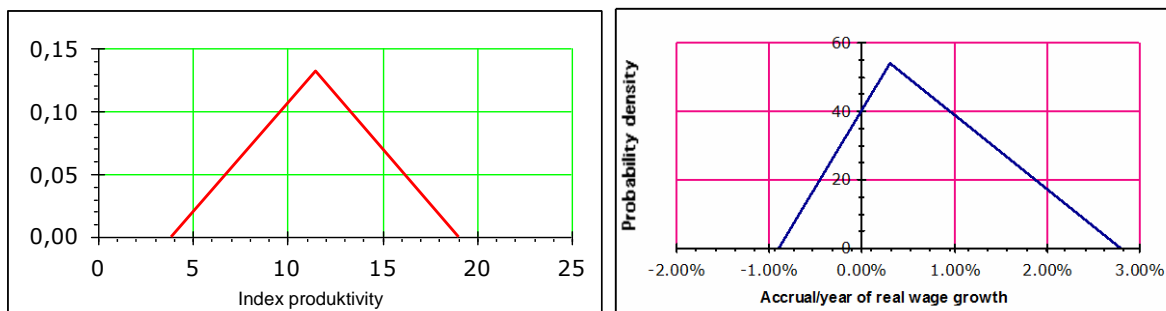 0,15
0,10
0,05
0,00
0 5 10 15 20 25
Index produktivity
Probability density
60
40
20
0
-2.00% -1.00% 0.00% 1.00% 2.00% 3.00%
Accrual/year of real wage growth